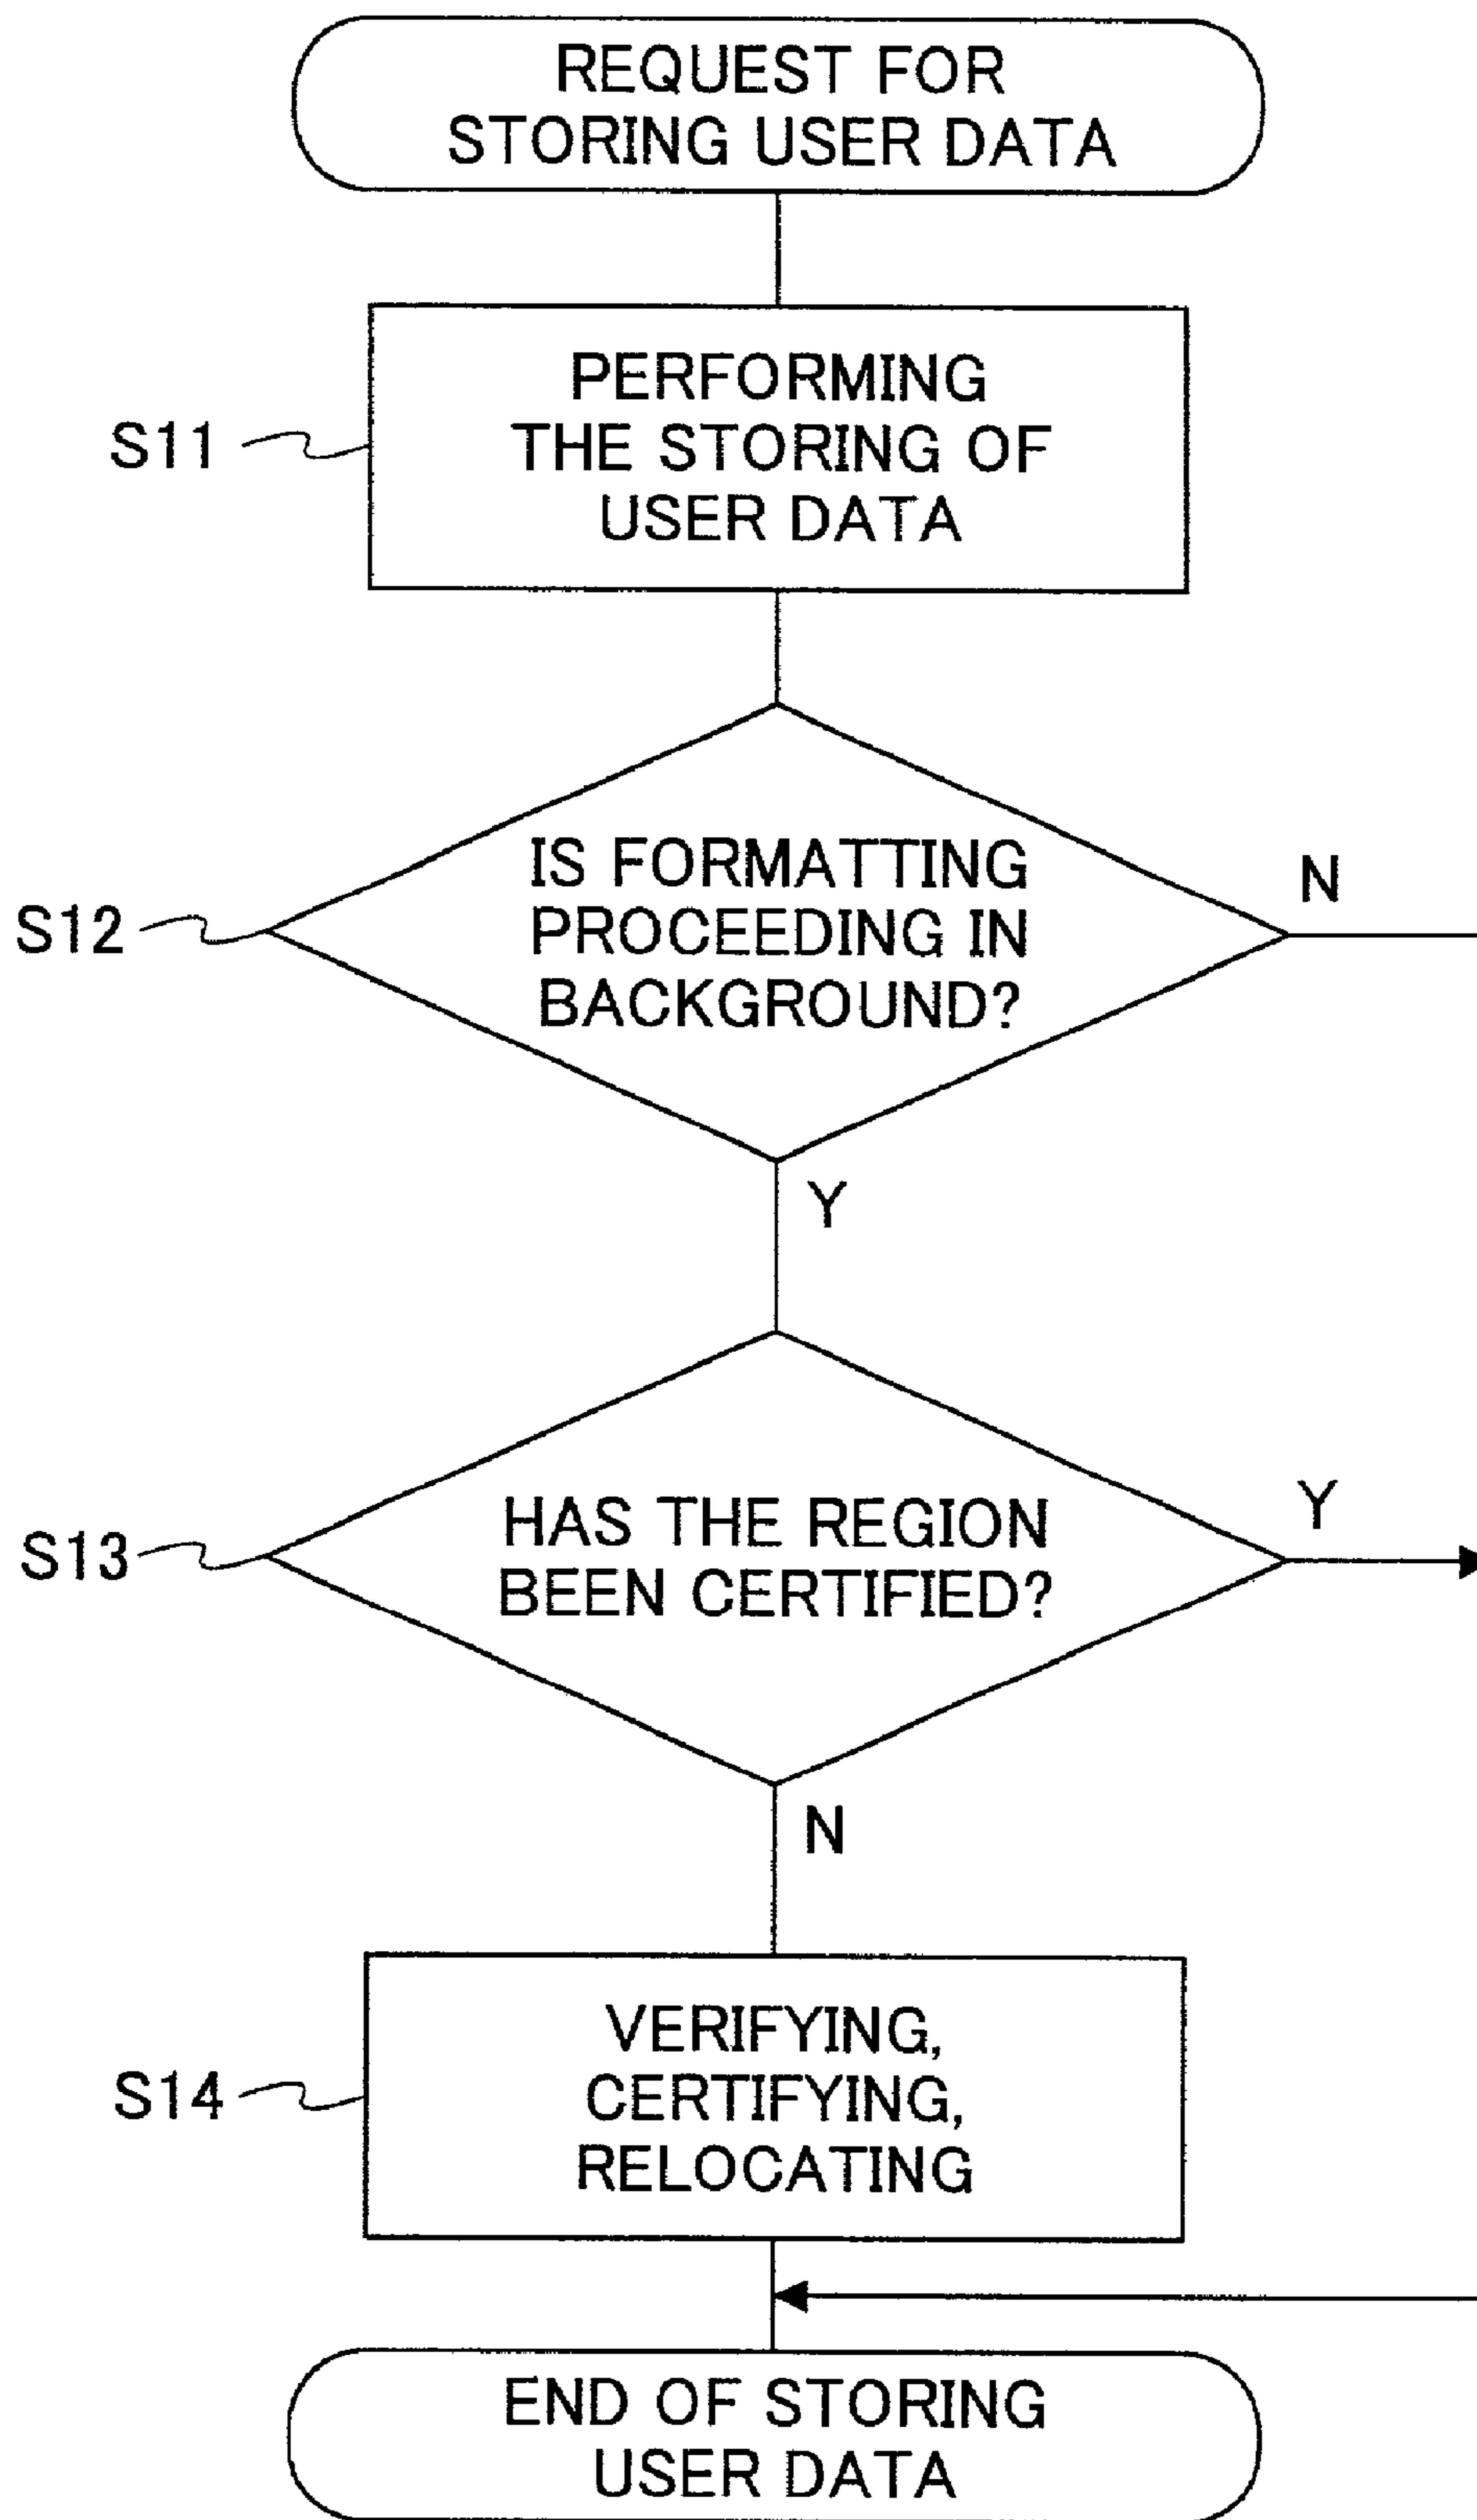 REQUEST FOR
STORING USER DATA
S11
PERFORMING
THE STORING OF
USER DATA
S12
IS FORMATTING
PROCEEDING IN
BACKGROUND?
N
Y
S13
HAS THE REGION
BEEN CERTIFIED?
Y
N
S14
VERIFYING,
CERTIFYING,
RELOCATING
END OF STORING
USER DATA